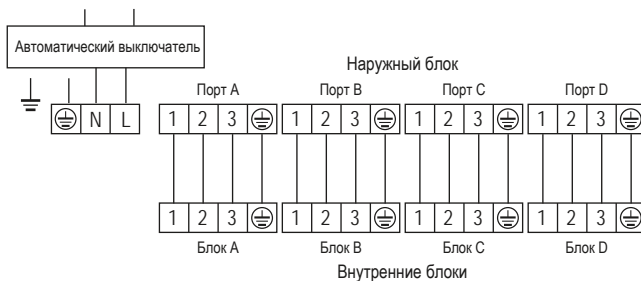 Автоматический выключатель
N L
Наружный блок
Порт A Порт B Порт C Порт D
1 2 3 1 2 3 1 2 3 1 2 3
1 2 3 1 2 3 1 2 3 1 2 3
Блок A Блок B Блок C Блок D
Внутренние блоки